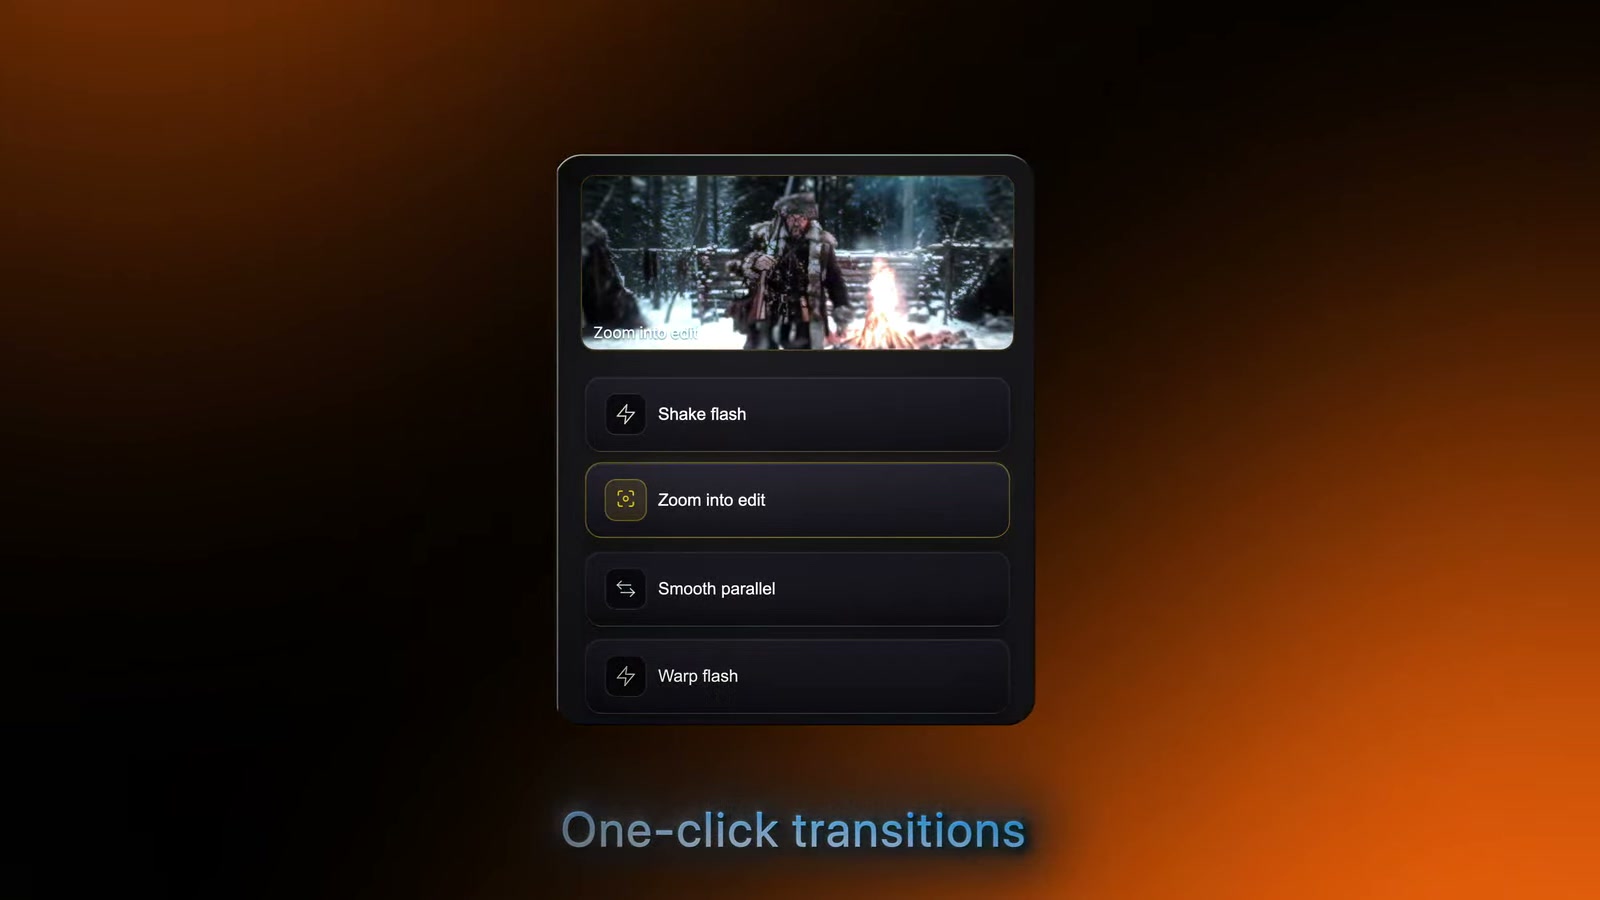 Zoom into edit
Shake flash
Zoom into edit
Smooth parallel
Warp flash
One-click transitions